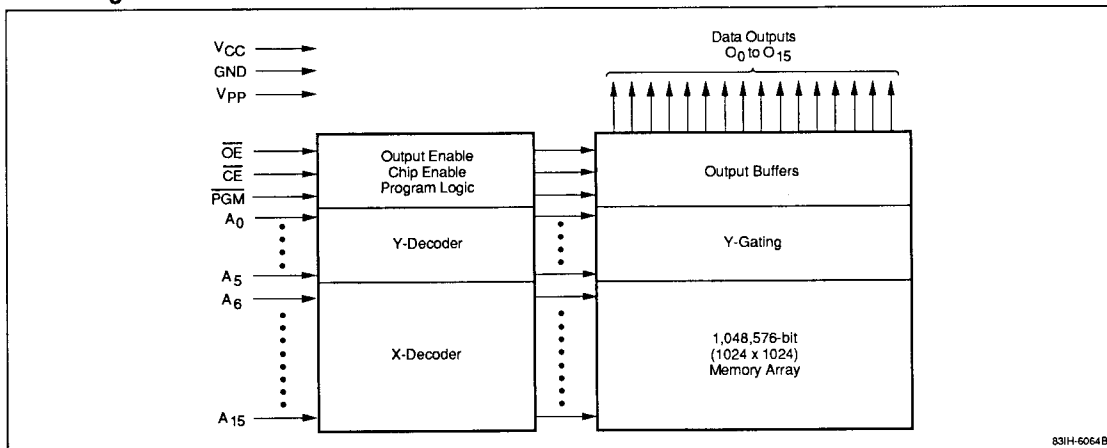 VCC
GND
VPP
Data Outputs
O0 to O15
OE
CE
PGM
A0
A5
A6
A15
Output Enable
Chip Enable
Program Logic
Y-Decoder
X-Decoder
Output Buffers
Y-Gating
1,048,576-bit
(1024 x 1024)
Memory Array
83IH-6064B